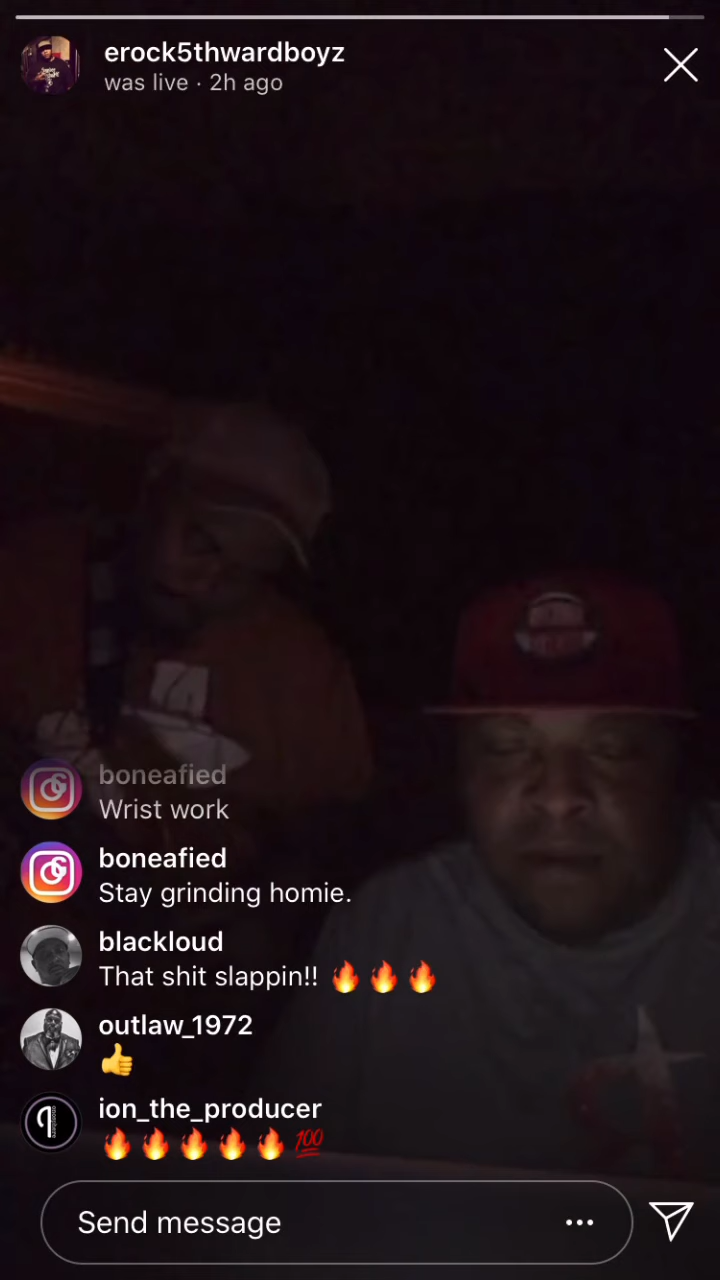 erock5thwardboyz
was live · 2h ago
boneafied
Wrist work
boneafied
Stay grinding homie.
blackloud
That shit slappin!! 🔥 🔥 🔥
outlaw_1972
👍
ion_the_producer
🔥 🔥 🔥 🔥 🔥 💯
Send message